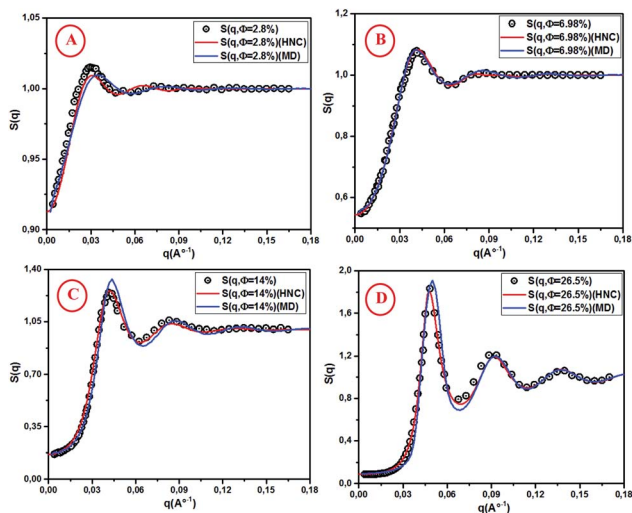 A
S(q,Φ=2.8%)
S(q,Φ=2.8%)(HNC)
S(q,Φ=2.8%)(MD)
1,05
1,00
0,95
0,90
S(q)
0,00 0,03 0,06 0,09 0,12 0,15 0,18
q(A°⁻¹)
B
S(q,Φ=6.98%)
S(q,Φ=6.98%)(HNC)
S(q,Φ=6.98%)(MD)
1,2
1,0
0,8
0,6
S(q)
0,00 0,03 0,06 0,09 0,12 0,15 0,18
q(A°⁻¹)
C
S(q,Φ=14%)
S(q,Φ=14%)(HNC)
S(q,Φ=14%)(MD)
1,40
1,05
0,70
0,35
0,00
S(q)
0,00 0,03 0,06 0,09 0,12 0,15 0,18
q(A°⁻¹)
D
S(q,Φ=26.5%)
S(q,Φ=26.5%)(HNC)
S(q,Φ=26.5%)(MD)
2,0
1,6
1,2
0,8
0,4
0,0
S(q)
0,00 0,03 0,06 0,09 0,12 0,15 0,18
q(A°⁻¹)